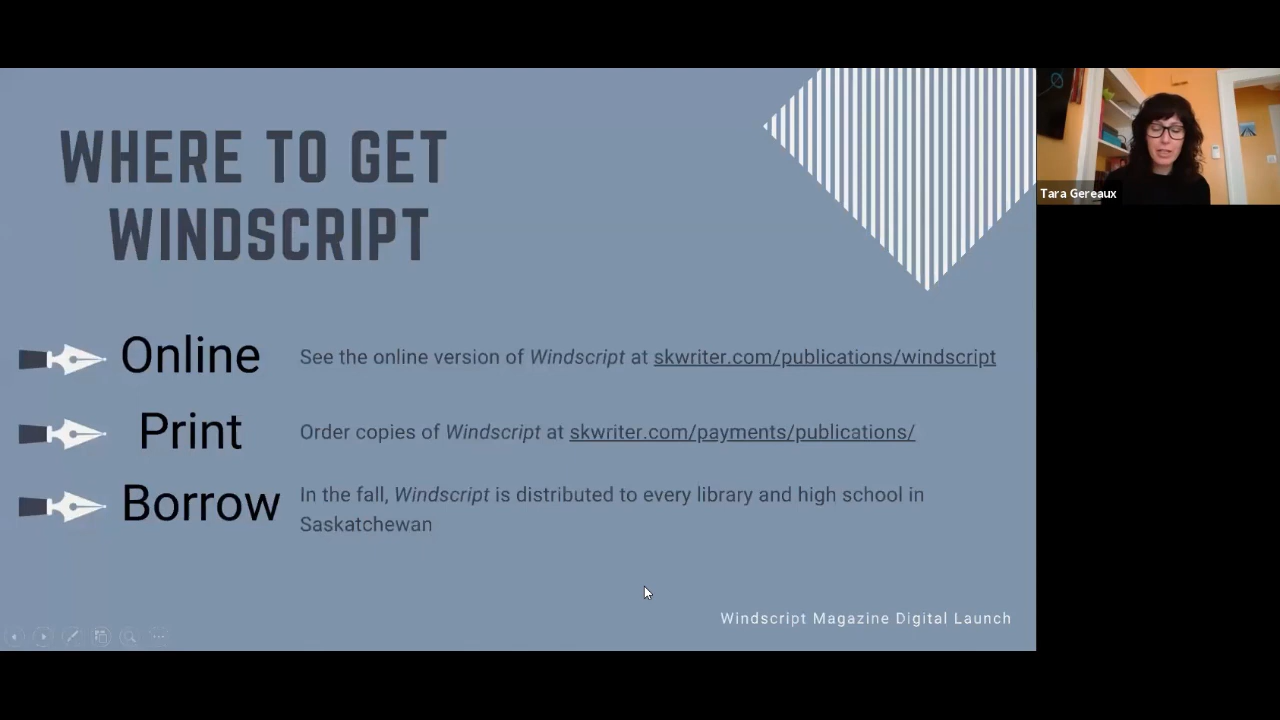 WHERE TO GET
WINDSCRIPT
Online
See the online version of Windscript at skwriter.com/publications/windscript
Print
Order copies of Windscript at skwriter.com/payments/publications/
Borrow
In the fall, Windscript is distributed to every library and high school in
Saskatchewan
Windscript Magazine Digital Launch
Tara Gereaux